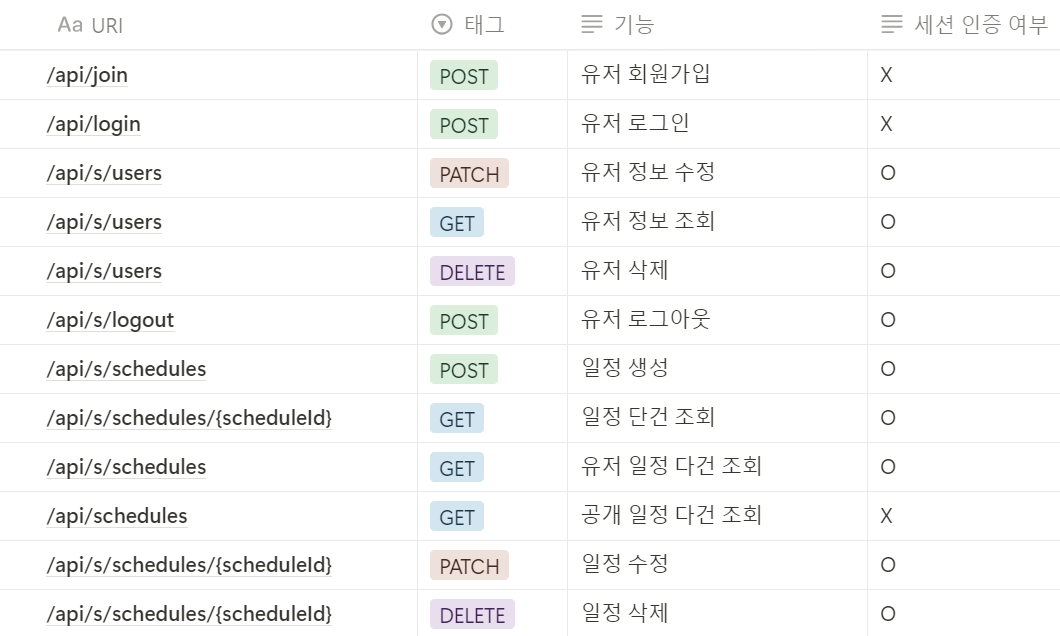 Aa URI 태그 기능 세션 인증 여부
/api/join POST 유저 회원가입 X
/api/login POST 유저 로그인 X
/api/s/users PATCH 유저 정보 수정 O
/api/s/users GET 유저 정보 조회 O
/api/s/users DELETE 유저 삭제 O
/api/s/logout POST 유저 로그아웃 O
/api/s/schedules POST 일정 생성 O
/api/s/schedules/{scheduleId} GET 일정 단건 조회 O
/api/s/schedules GET 유저 일정 다건 조회 O
/api/schedules GET 공개 일정 다건 조회 X
/api/s/schedules/{scheduleId} PATCH 일정 수정 O
/api/s/schedules/{scheduleId} DELETE 일정 삭제 O